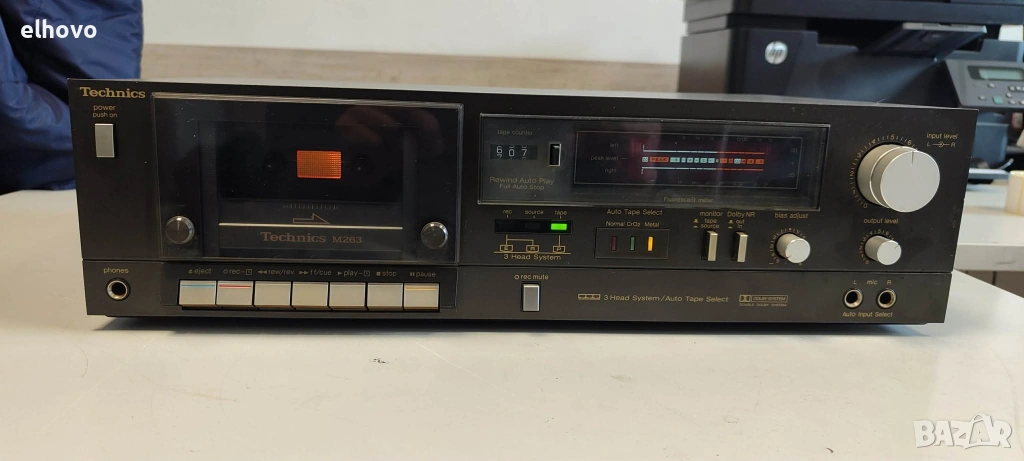 elhovo
Technics
power
push on
Technics M263
tape counter
607
Rewind Auto Play
Full Auto Stop
left
peak level
right
Fluorescent meter
rec source tape
3 Head System
Auto Tape Select
Normal CrO₂ Metal
monitor
tape
source
Dolby NR
out
in
bias adjust
input level
L R
output level
phones
eject rec rew/rev ff/cue play stop pause
rec mute
3 Head System/Auto Tape Select
DOLBY SYSTEM
L mic R
Auto Input Select
hp
BAZAR